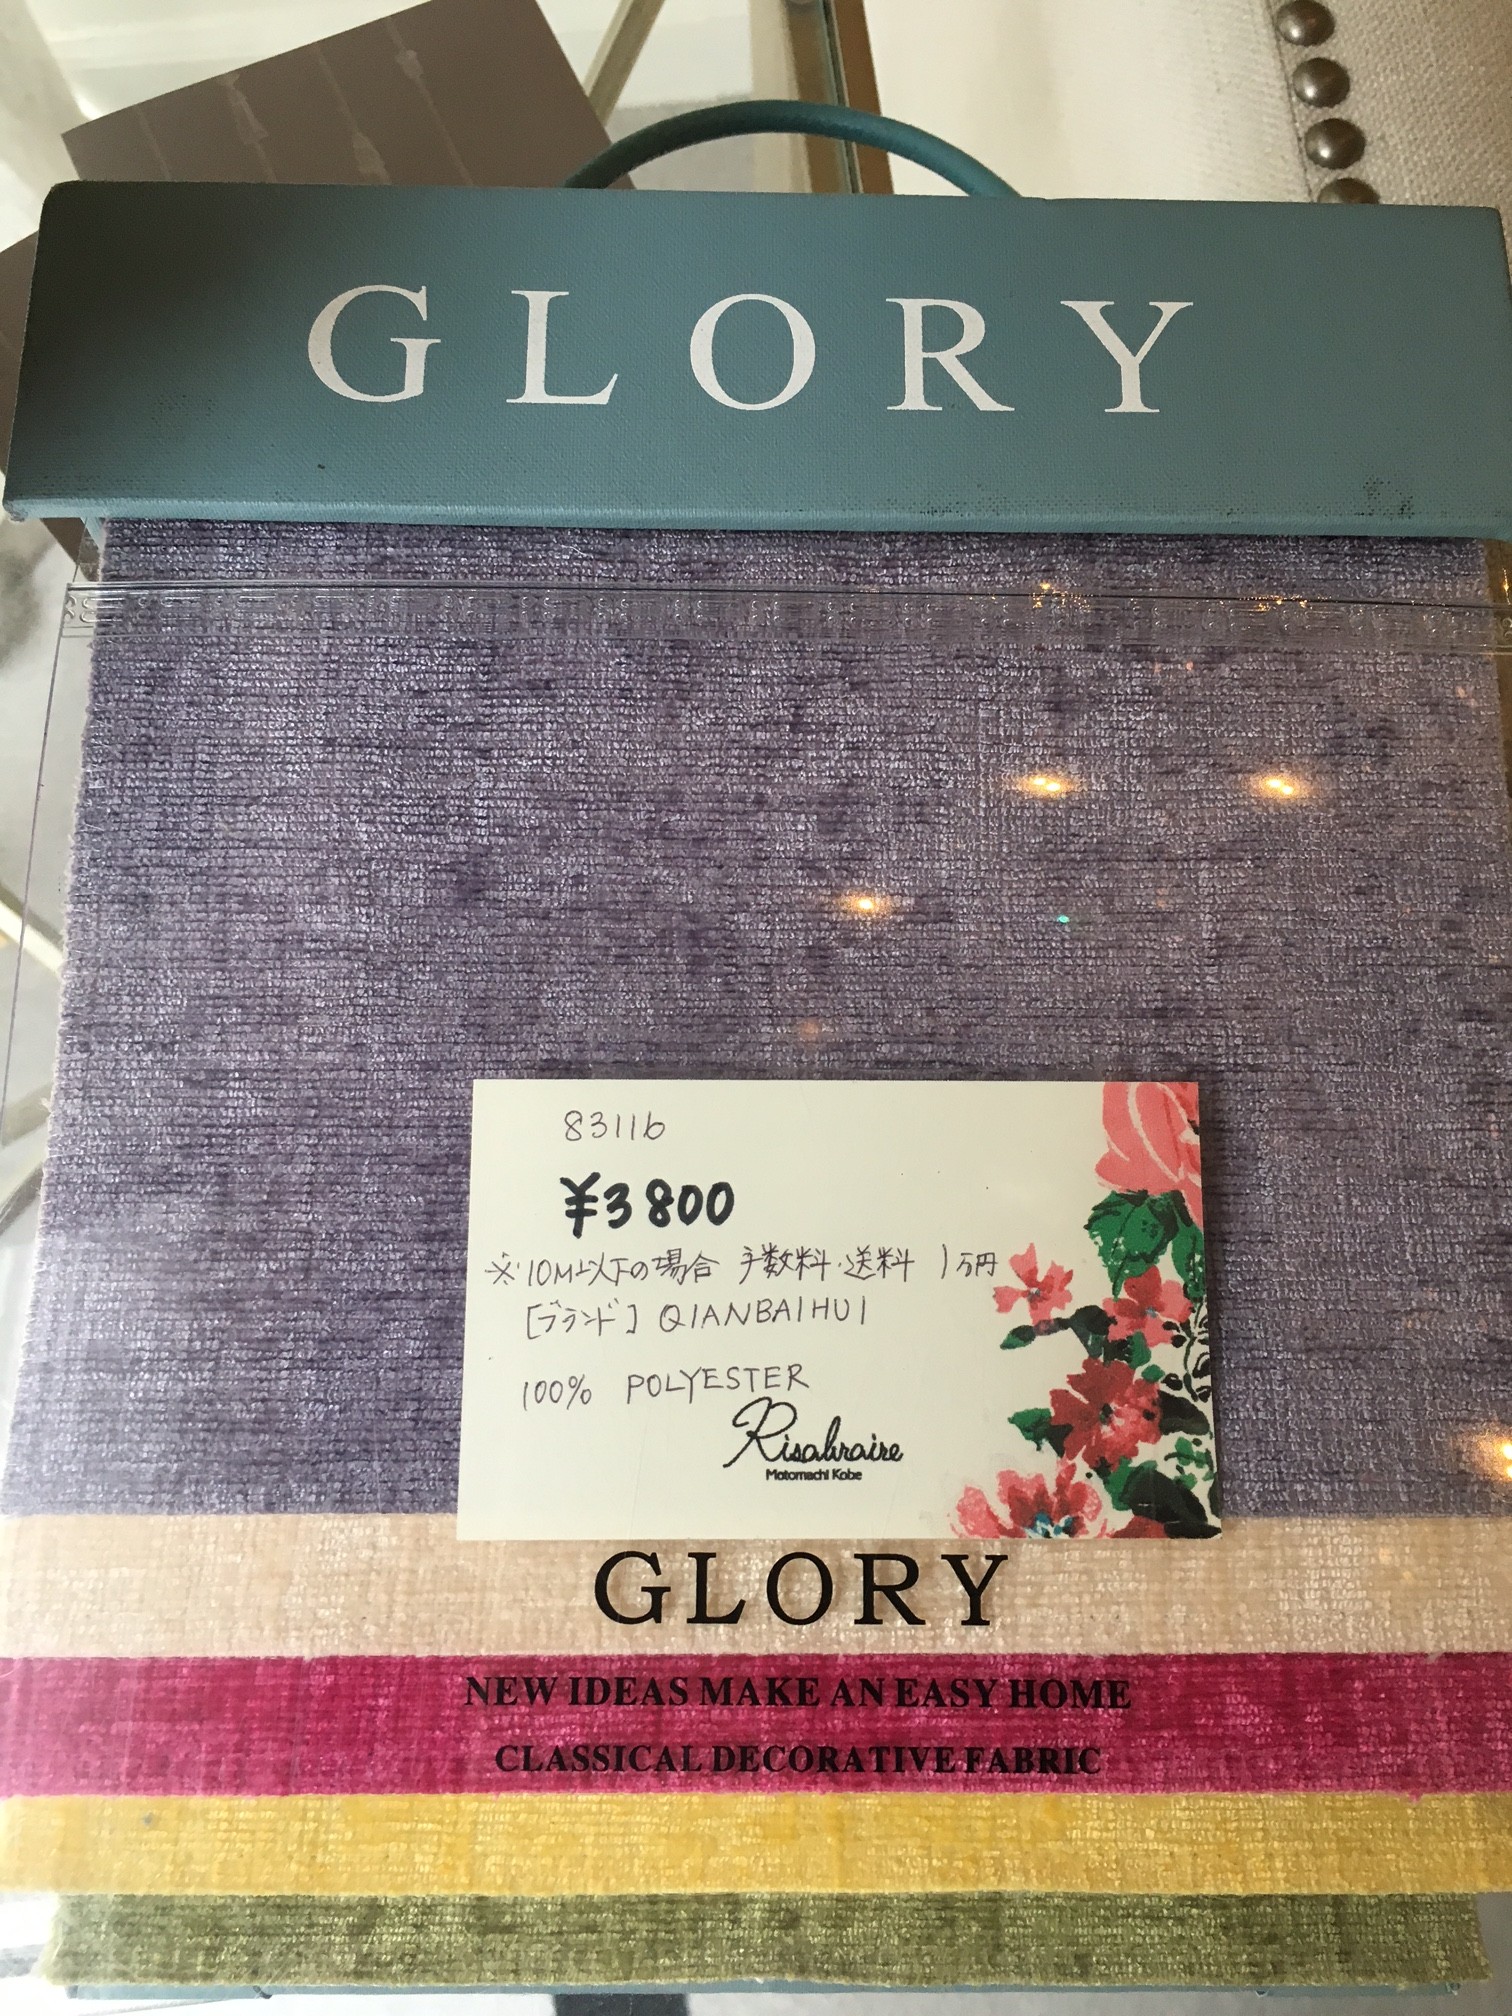 GLORY
83116
¥3800
※10M以下の場合 手数料・送料 1万円
[ブランド] QIANBAIHUI
100% POLYESTER
Risabraire
Motomachi Kobe
GLORY
NEW IDEAS MAKE AN EASY HOME
CLASSICAL DECORATIVE FABRIC